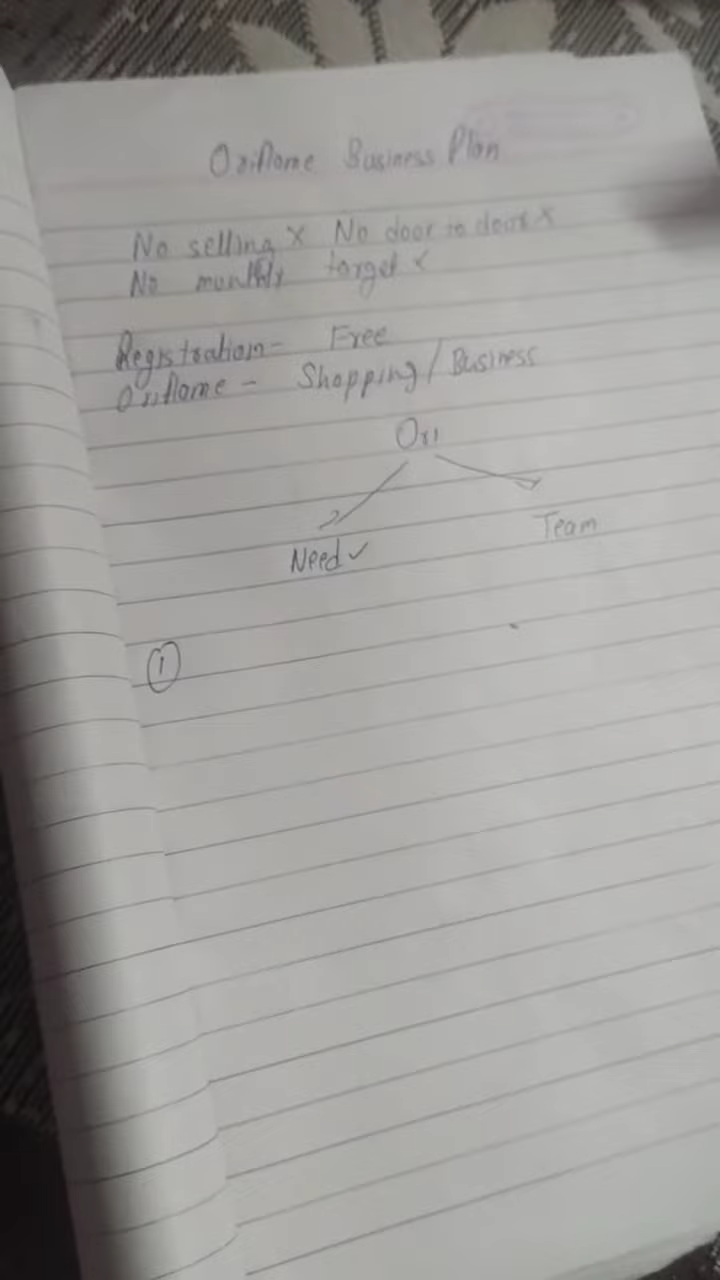 Oriflame Business Plan
No selling × No door to door ×
No monthly target ×
Registration - Free
Oriflame - Shopping / Business
Ori
Need ✓ Team
①